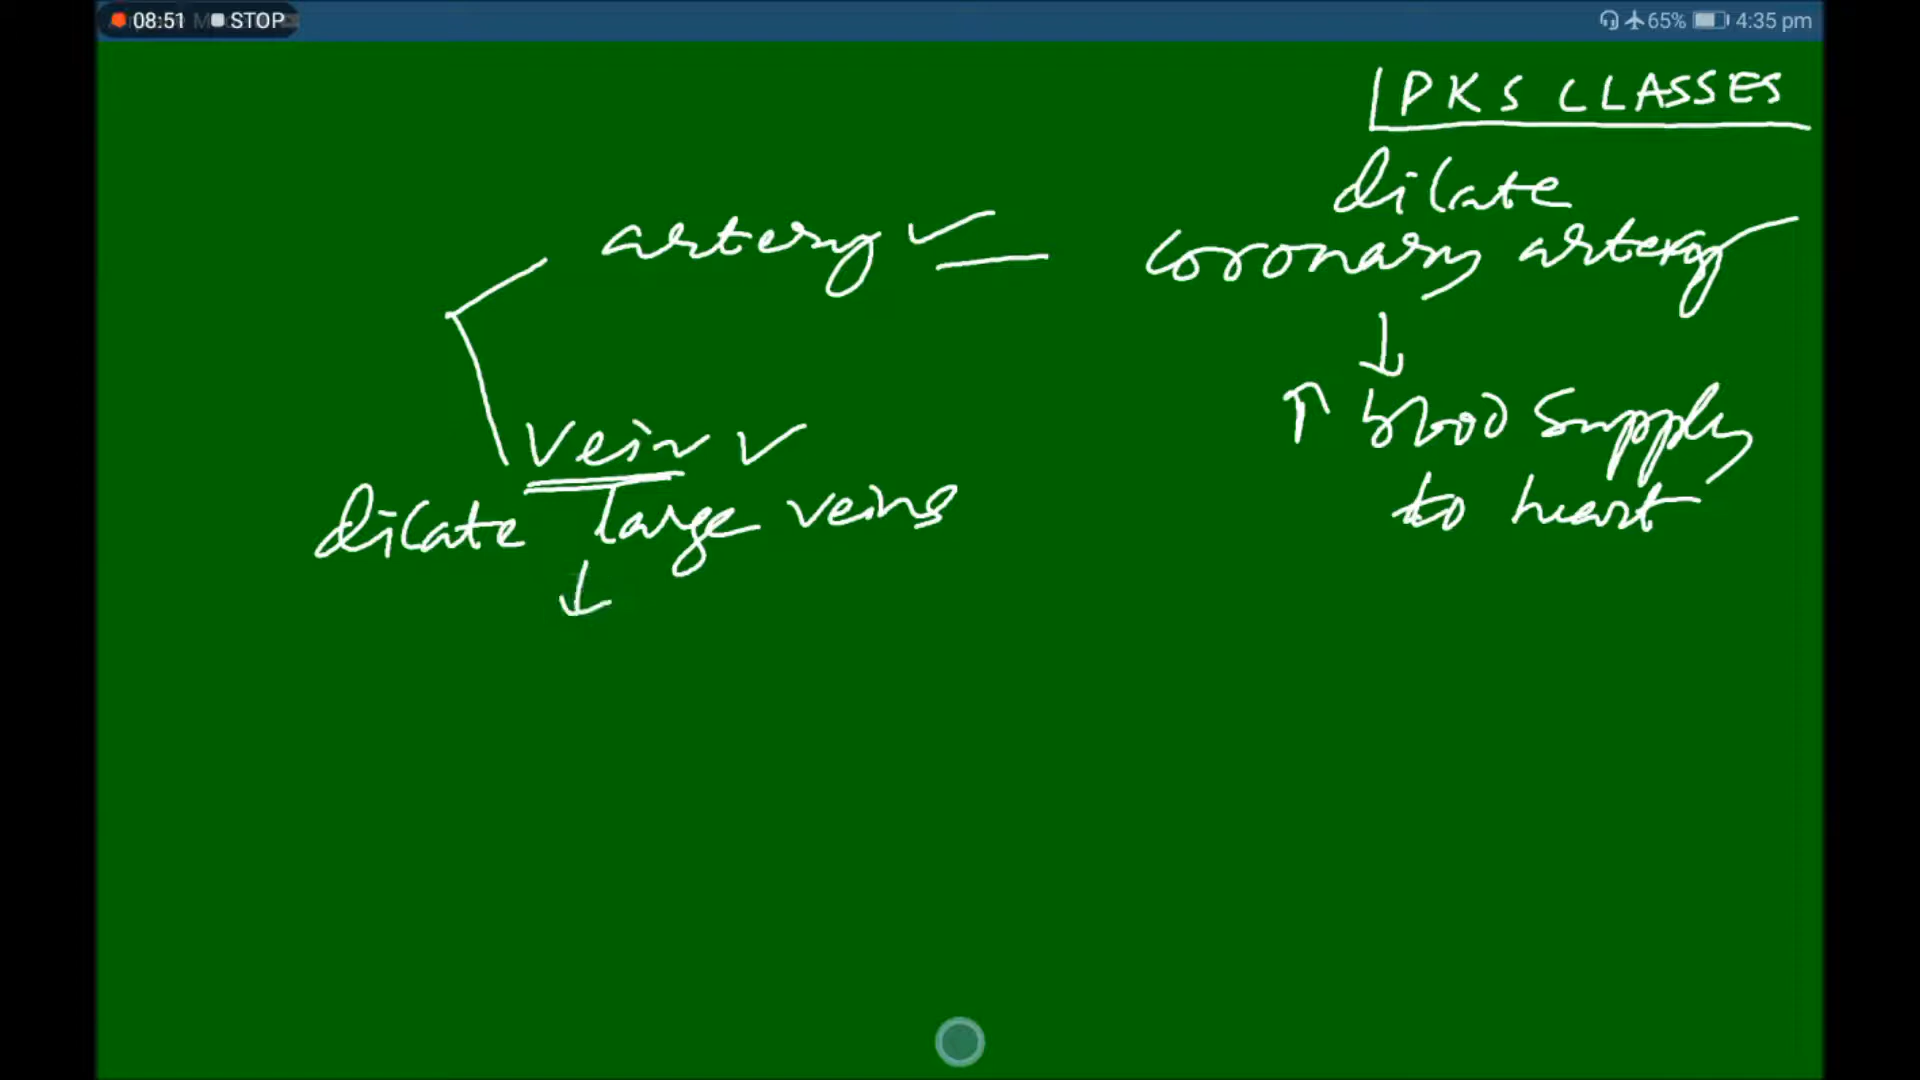 08:51 STOP
65% 4:35 pm
PKS CLASSES
dilate
artery ✓ — coronary artery
↓
↑ blood supply
to heart
vein ✓
dilate large veins
↓